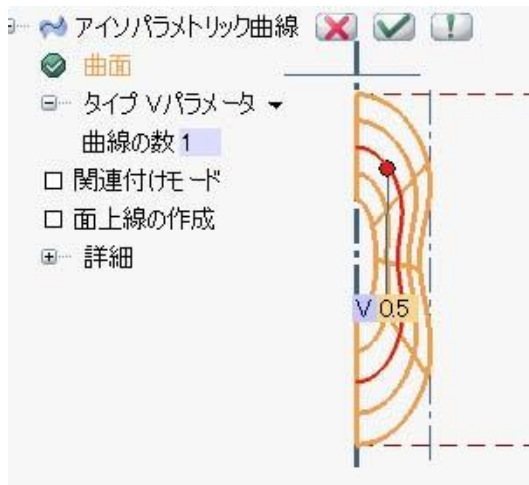 アイソパラメトリック曲線
曲面
タイプ Vパラメータ
曲線の数 1
関連付けモード
面上線の作成
詳細
V 0.5